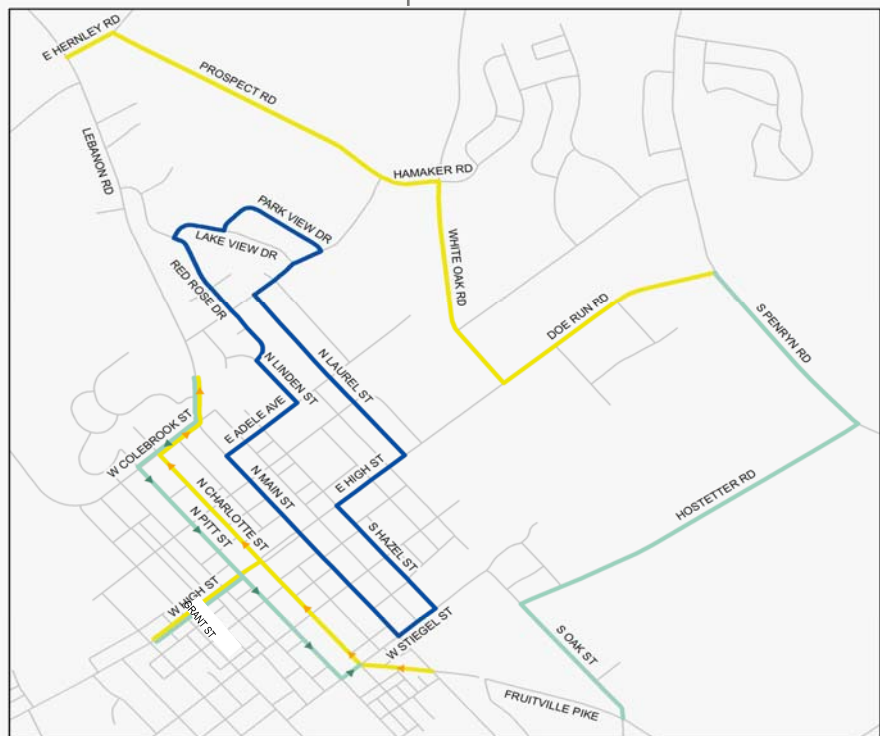 E HERNLEY RD
PROSPECT RD
LEBANON RD
HAMAKER RD
PARK VIEW DR
LAKE VIEW DR
WHITE OAK RD
RED ROSE DR
DOE RUN RD
S PENRYN RD
N LAUREL ST
N LINDEN ST
E ADELE AVE
W COLEBROOK ST
E HIGH ST
N MAIN ST
N CHARLOTTE ST
HOSTETTER RD
N PITT ST
S HAZEL ST
W HIGH ST
GRANT ST
W STIEGEL ST
S OAK ST
FRUITVILLE PIKE